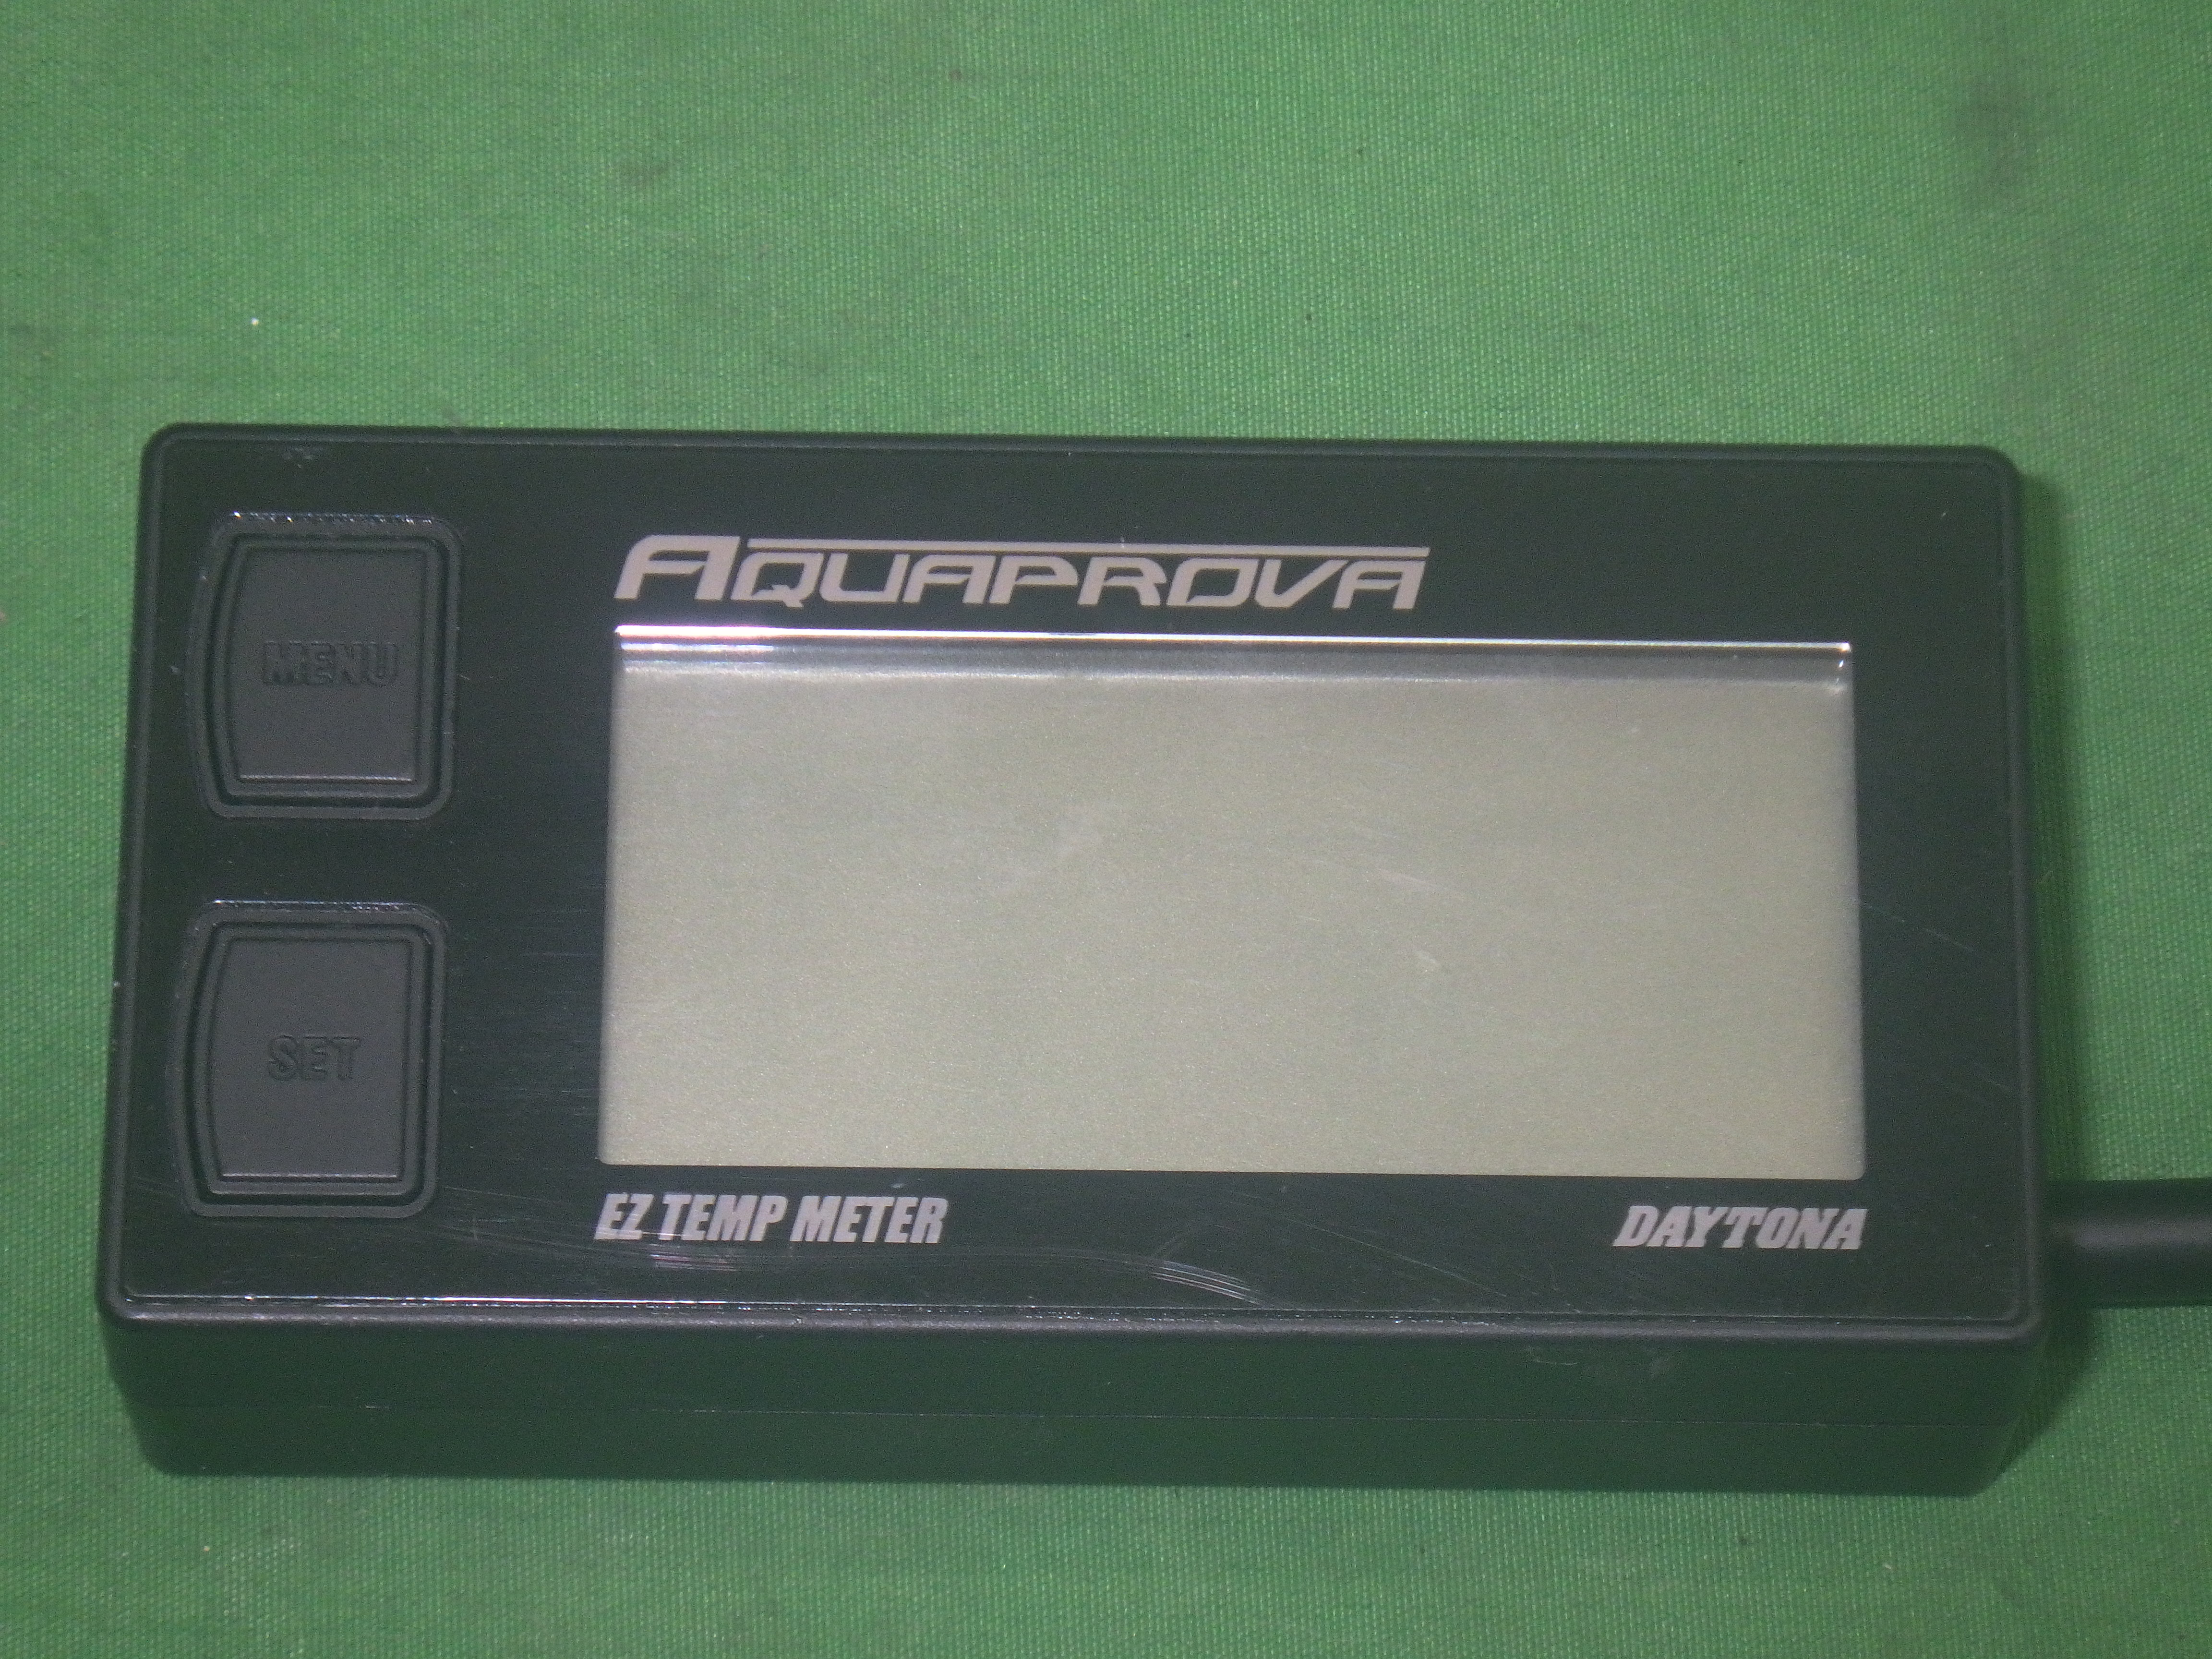 AQUAPROVA
MENU
SET
EZ TEMP METER
DAYTONA